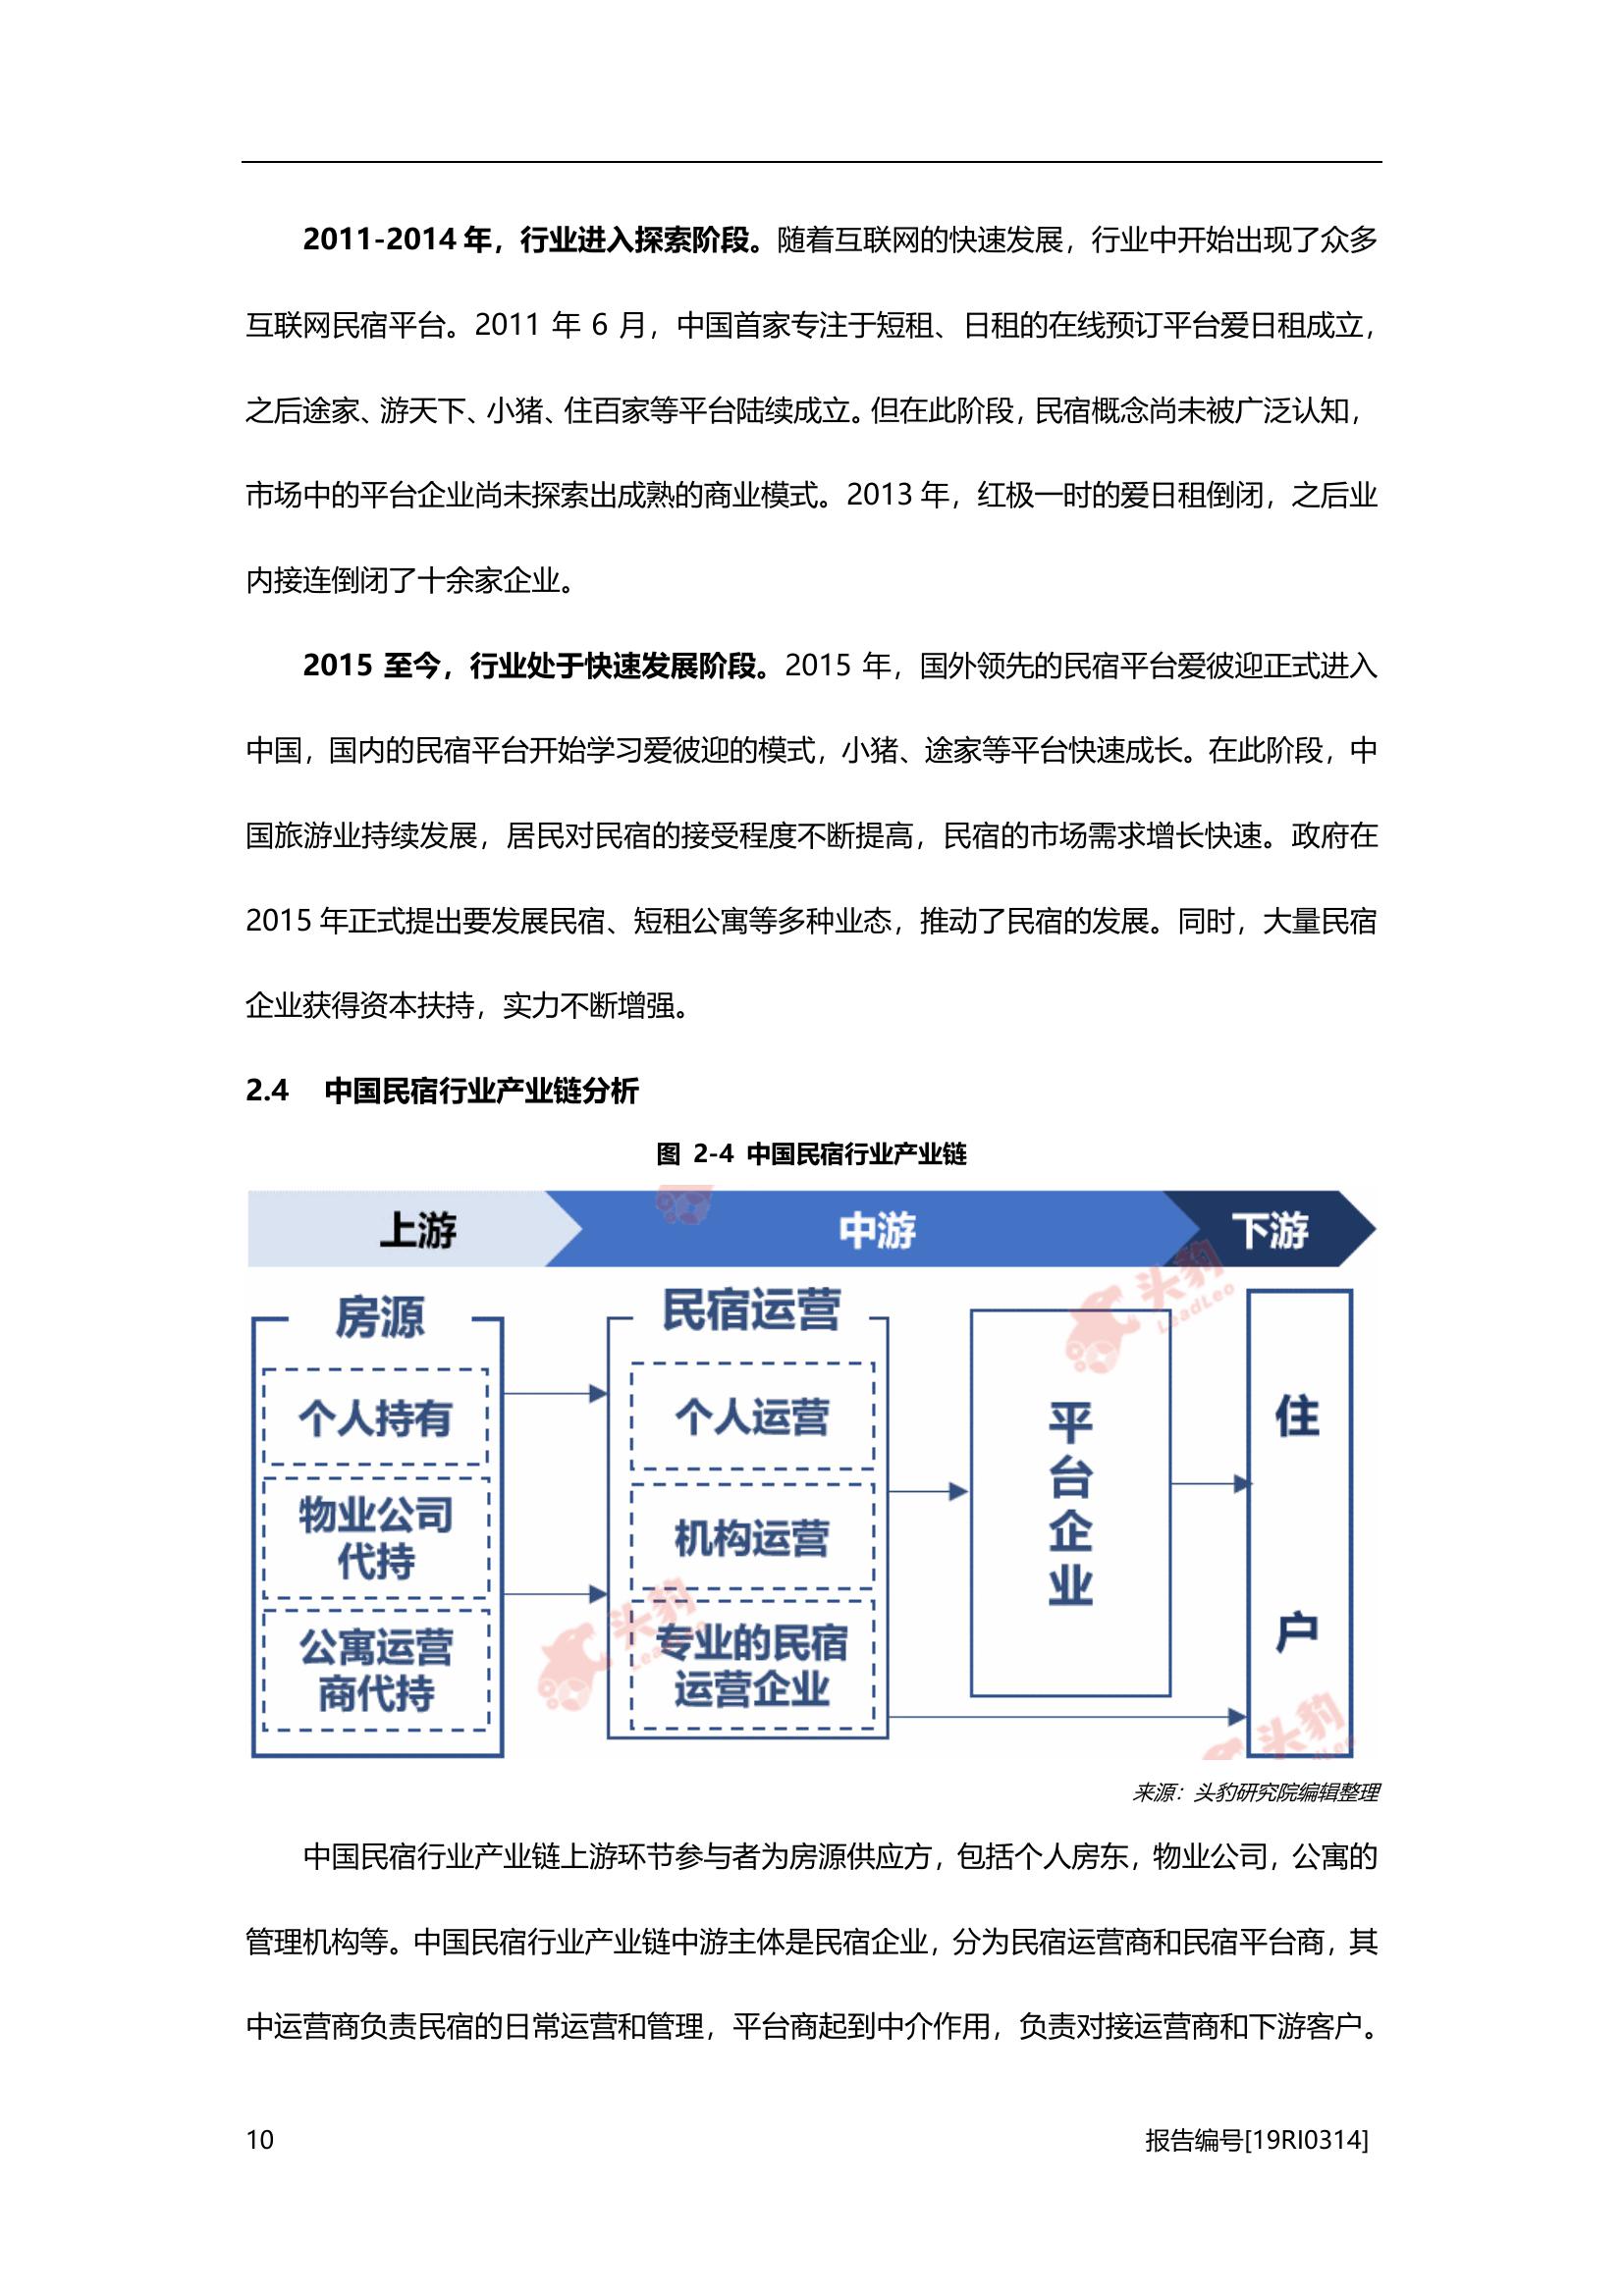 2011-2014 年，行业进入探索阶段。随着互联网的快速发展，行业中开始出现了众多
互联网民宿平台。2011 年 6 月，中国首家专注于短租、日租的在线预订平台爱日租成立，
之后途家、游天下、小猪、住百家等平台陆续成立。但在此阶段，民宿概念尚未被广泛认知，
市场中的平台企业尚未探索出成熟的商业模式。2013 年，红极一时的爱日租倒闭，之后业
内接连倒闭了十余家企业。
2015 至今，行业处于快速发展阶段。2015 年，国外领先的民宿平台爱彼迎正式进入
中国，国内的民宿平台开始学习爱彼迎的模式，小猪、途家等平台快速成长。在此阶段，中
国旅游业持续发展，居民对民宿的接受程度不断提高，民宿的市场需求增长快速。政府在
2015 年正式提出要发展民宿、短租公寓等多种业态，推动了民宿的发展。同时，大量民宿
企业获得资本扶持，实力不断增强。
2.4 中国民宿行业产业链分析
图 2-4 中国民宿行业产业链
上游
中游
下游
房源
个人持有
物业公司
代持
公寓运营
商代持
民宿运营
个人运营
机构运营
专业的民宿
运营企业
平
台
企
业
住
户
头豹
LeadLeo
头豹
LeadLeo
头豹
来源：头豹研究院编辑整理
中国民宿行业产业链上游环节参与者为房源供应方，包括个人房东，物业公司，公寓的
管理机构等。中国民宿行业产业链中游主体是民宿企业，分为民宿运营商和民宿平台商，其
中运营商负责民宿的日常运营和管理，平台商起到中介作用，负责对接运营商和下游客户。
10
报告编号[19RI0314]